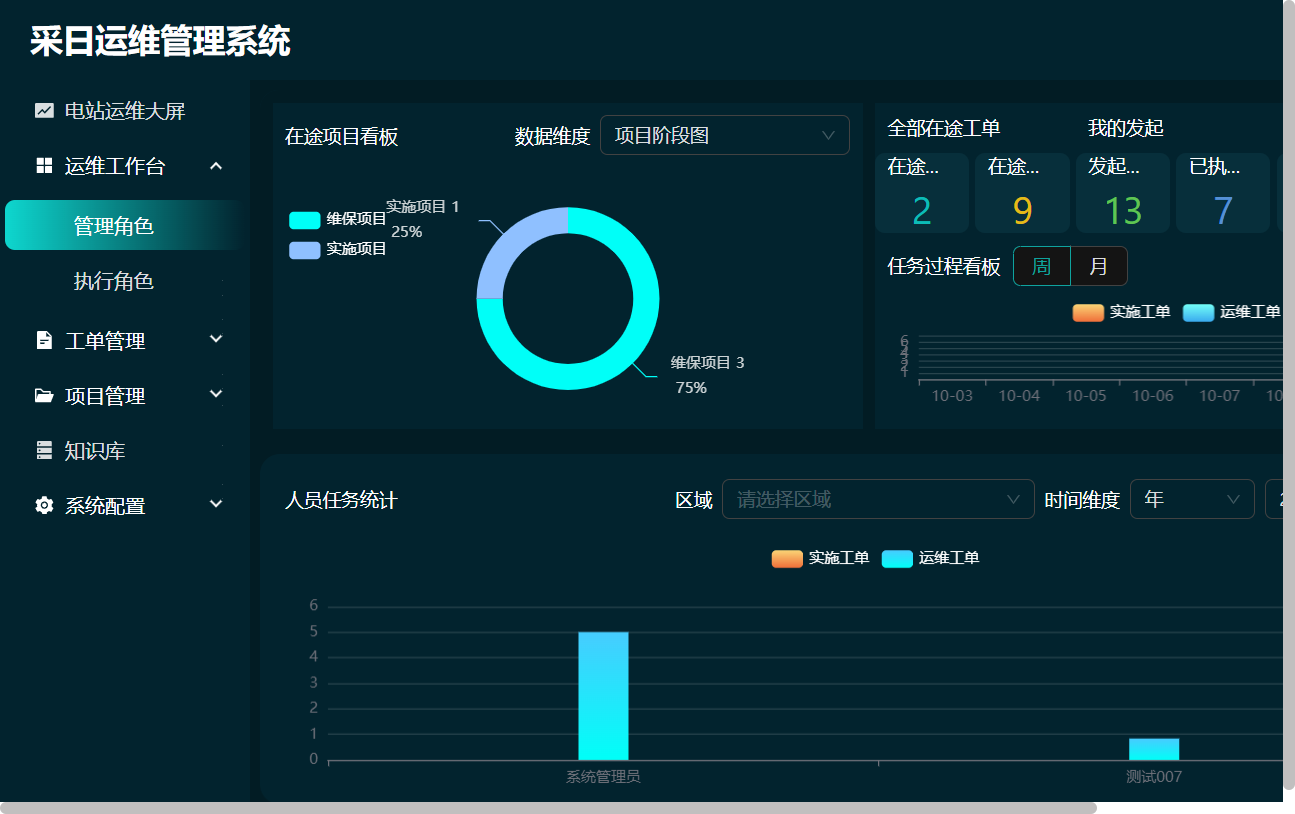 采日运维管理系统
电站运维大屏
运维工作台
管理角色
执行角色
工单管理
项目管理
知识库
系统配置
在途项目看板
数据维度
项目阶段图
维保项目
实施项目
实施项目 1
25%
维保项目 3
75%
全部在途工单
我的发起
在途...
在途...
发起...
已执...
2
9
13
7
任务过程看板
周
月
实施工单
运维工单
6
1
10-03
10-04
10-05
10-06
10-07
10
人员任务统计
区域
请选择区域
时间维度
年
实施工单
运维工单
6
5
4
3
2
1
0
系统管理员
测试007